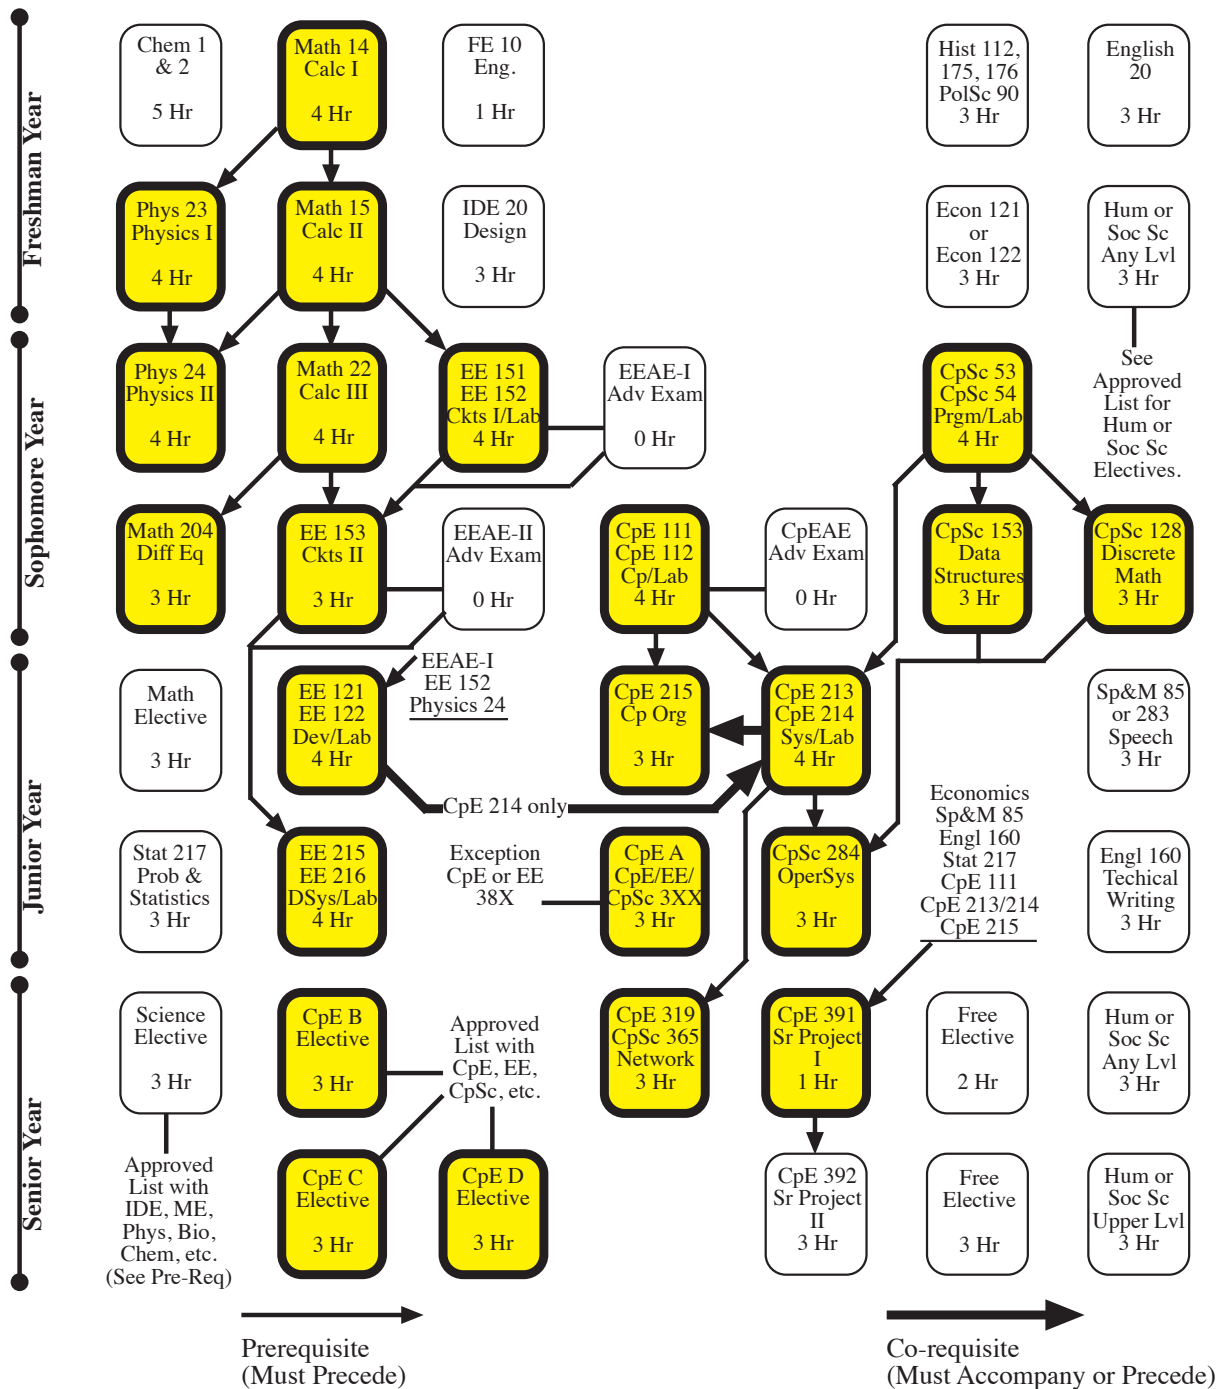 Freshman Year
Chem 1
& 2
5 Hr
Math 14
Calc I
4 Hr
FE 10
Eng.
1 Hr
Hist 112,
175, 176
PolSc 90
3 Hr
English
20
3 Hr
Phys 23
Physics I
4 Hr
Math 15
Calc II
4 Hr
IDE 20
Design
3 Hr
Econ 121
or
Econ 122
3 Hr
Hum or
Soc Sc
Any Lvl
3 Hr
Sophomore Year
Phys 24
Physics II
4 Hr
Math 22
Calc III
4 Hr
EE 151
EE 152
Ckts I/Lab
4 Hr
EEAE-I
Adv Exam
0 Hr
CpSc 53
CpSc 54
Prgm/Lab
4 Hr
See
Approved
List for
Hum or
Soc Sc
Electives.
Math 204
Diff Eq
3 Hr
EE 153
Ckts II
3 Hr
EEAE-II
Adv Exam
0 Hr
CpE 111
CpE 112
Cp/Lab
4 Hr
CpEAE
Adv Exam
0 Hr
CpSc 153
Data
Structures
3 Hr
CpSc 128
Discrete
Math
3 Hr
Junior Year
Math
Elective
3 Hr
EE 121
EE 122
Dev/Lab
4 Hr
EEAE-I
EE 152
Physics 24
CpE 215
Cp Org
3 Hr
CpE 213
CpE 214
Sys/Lab
4 Hr
Sp&M 85
or 283
Speech
3 Hr
CpE 214 only
Stat 217
Prob &
Statistics
3 Hr
EE 215
EE 216
DSys/Lab
4 Hr
Exception
CpE or EE
38X
CpE A
CpE/EE/
CpSc 3XX
3 Hr
CpSc 284
OperSys
3 Hr
Economics
Sp&M 85
Engl 160
Stat 217
CpE 111
CpE 213/214
CpE 215
Engl 160
Techical
Writing
3 Hr
Senior Year
Science
Elective
3 Hr
CpE B
Elective
3 Hr
Approved
List with
CpE, EE,
CpSc, etc.
CpE 319
CpSc 365
Network
3 Hr
CpE 391
Sr Project
I
1 Hr
Free
Elective
2 Hr
Hum or
Soc Sc
Any Lvl
3 Hr
Approved
List with
IDE, ME,
Phys, Bio,
Chem, etc.
(See Pre-Req)
CpE C
Elective
3 Hr
CpE D
Elective
3 Hr
CpE 392
Sr Project
II
3 Hr
Free
Elective
3 Hr
Hum or
Soc Sc
Upper Lvl
3 Hr
Prerequisite
(Must Precede)
Co-requisite
(Must Accompany or Precede)